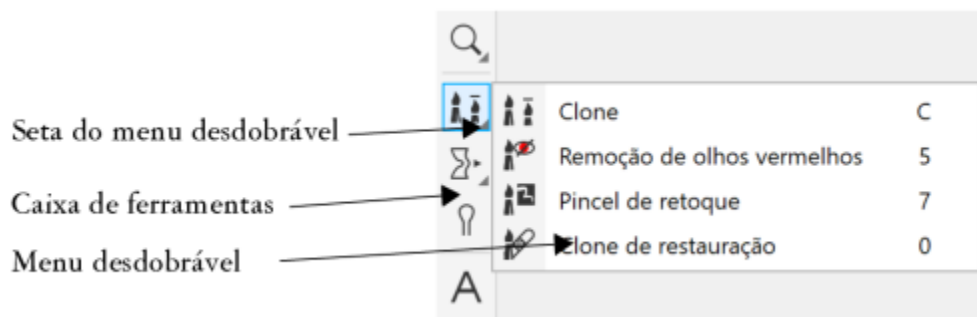 Clone C
Seta do menu desdobrável
Remoção de olhos vermelhos 5
Caixa de ferramentas
Pincel de retoque 7
Menu desdobrável
Clone de restauração 0
A